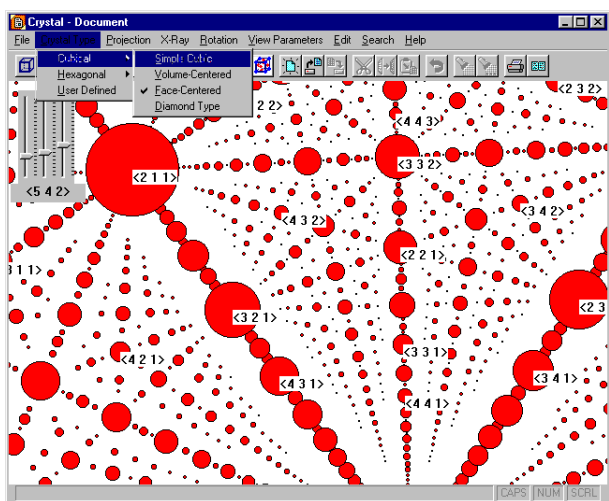 Crystal - Document
File Crystal Type Projection X-Ray Rotation View Parameters Edit Search Help
Cubical
Simple Cubic
Hexagonal
Volume-Centered
User Defined
Face-Centered
Diamond Type
2 2>
<2 3 2>
<4 4 3>
<3 3 2>
<2 1 1>
<5 4 2>
<4 3 2>
<3 4 2>
<2 2 1>
3 1 1>
<3 2 1>
<2 3
<4 2 1>
<3 3 1>
<4 3 1>
<3 4 1>
<4 4 1>
CAPS NUM SCRL